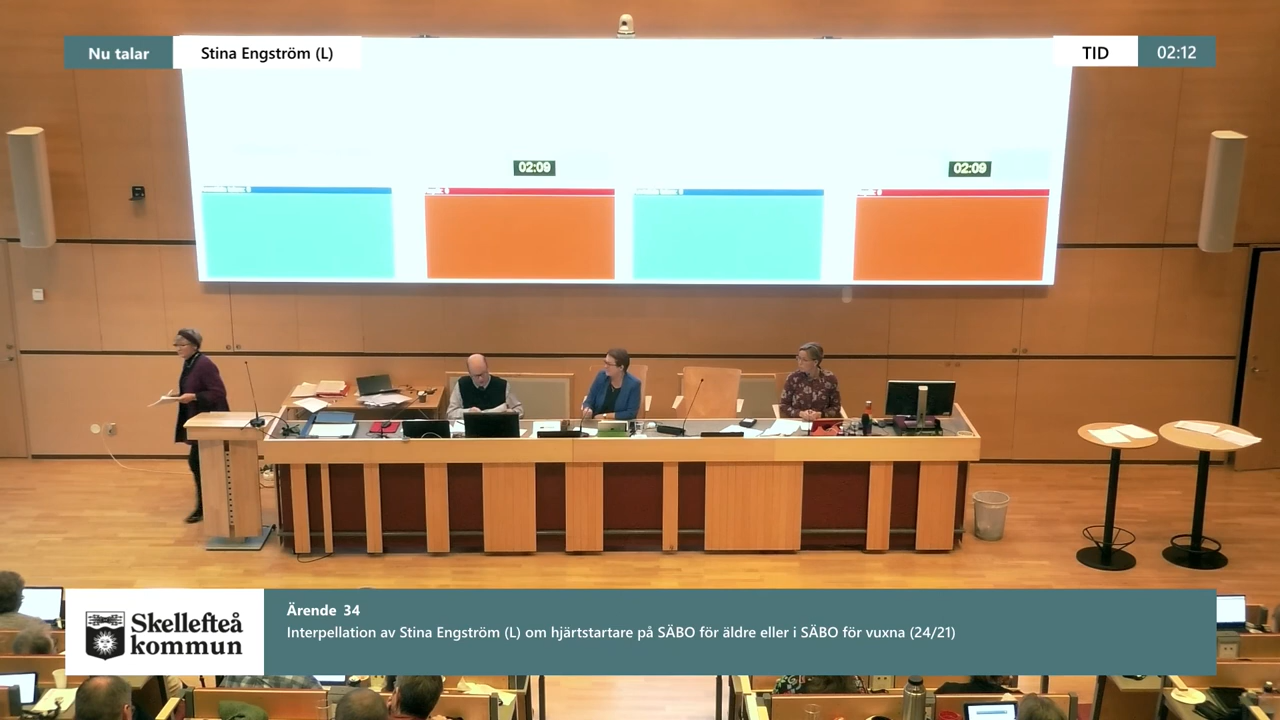 Nu talar
Stina Engström (L)
TID
02:12
02:09
02:09
Ärende 34
Interpellation av Stina Engström (L) om hjärtstartare på SÄBO för äldre eller i SÄBO för vuxna (24/21)
Skellefteå
kommun